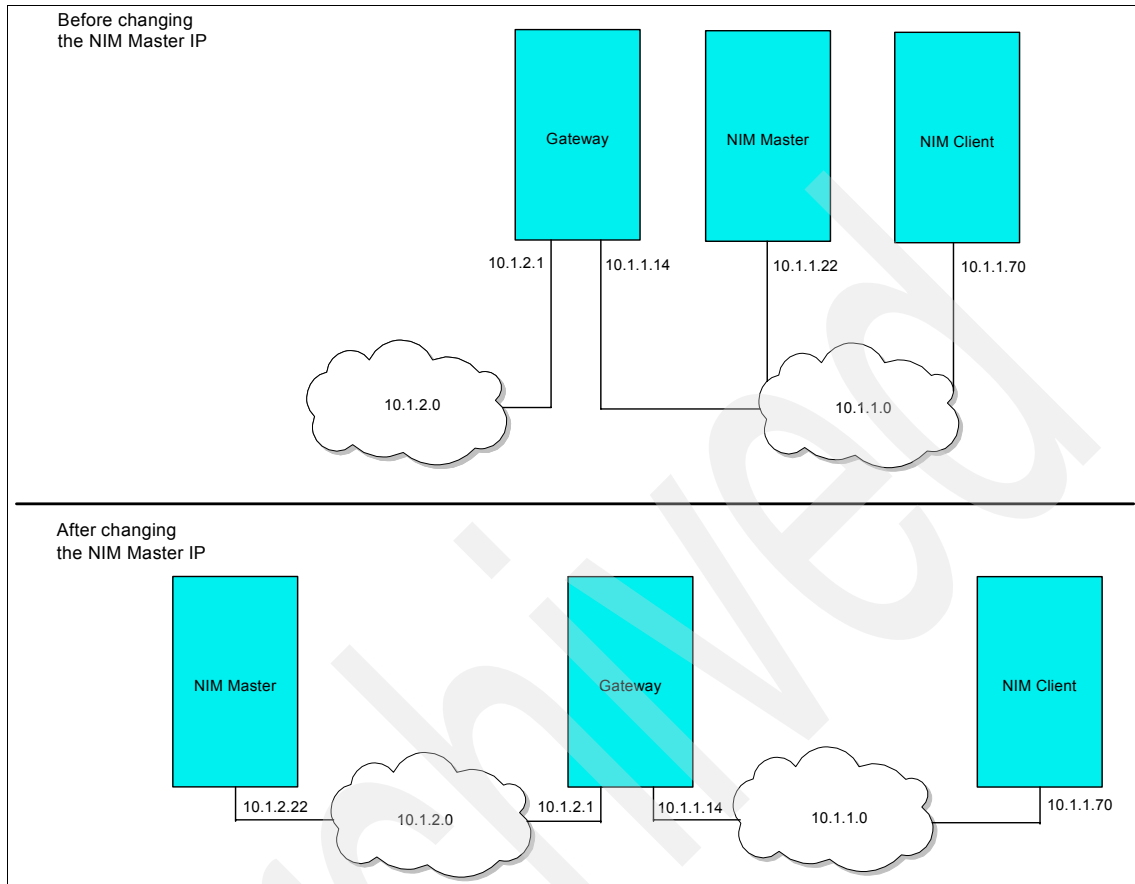 Before changing
the NIM Master IP
Gateway
NIM Master
NIM Client
10.1.2.1
10.1.1.14
10.1.1.22
10.1.1.70
10.1.2.0
10.1.1.0
After changing
the NIM Master IP
NIM Master
Gateway
NIM Client
10.1.2.22
10.1.2.0
10.1.2.1
10.1.1.14
10.1.1.0
10.1.1.70
hived